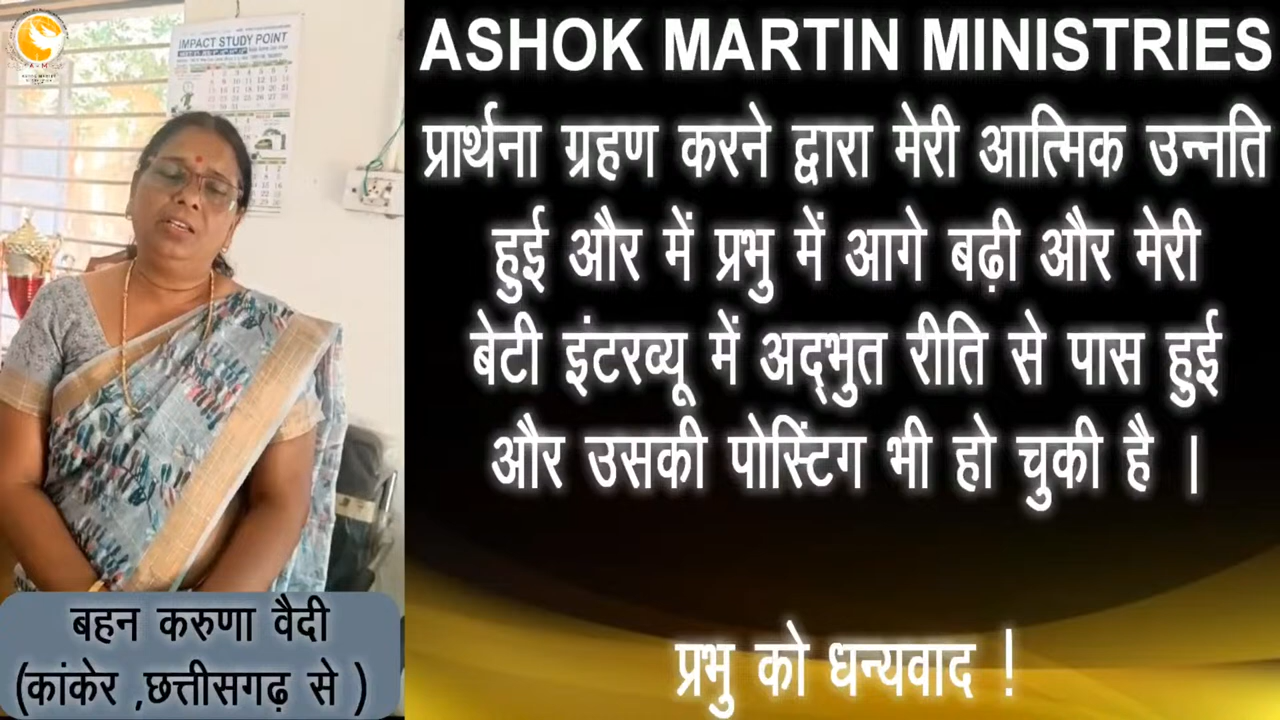 ASHOK MARTIN MINISTRIES
प्रार्थना ग्रहण करने द्वारा मेरी आत्मिक उन्नति
हुई और में प्रभु में आगे बढ़ी और मेरी
बेटी इंटरव्यू में अद्भुत रीति से पास हुई
और उसकी पोस्टिंग भी हो चुकी है ।
प्रभु को धन्यवाद !
IMPACT STUDY POINT
बहन करुणा वैदी
(कांकेर ,छत्तीसगढ़ से )